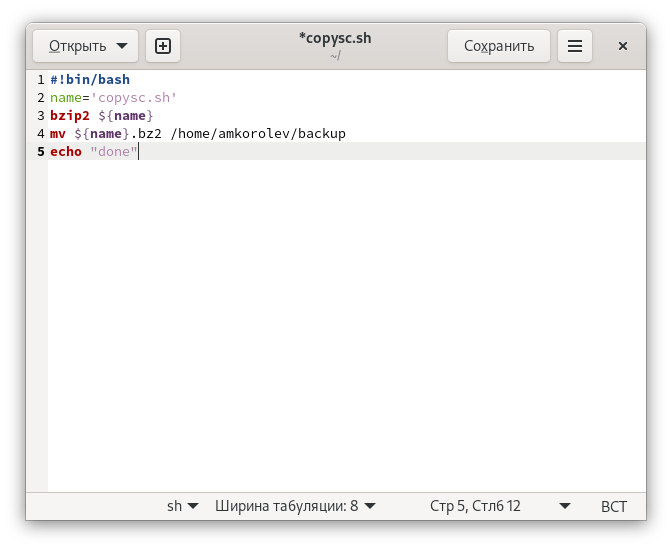 Открыть
*copysc.sh
~/
Сохранить
1 #!bin/bash
2 name='copysc.sh'
3 bzip2 ${name}
4 mv ${name}.bz2 /home/amkorolev/backup
5 echo "done"
sh Ширина табуляции: 8 Стр 5, Стлб 12 ВСТ